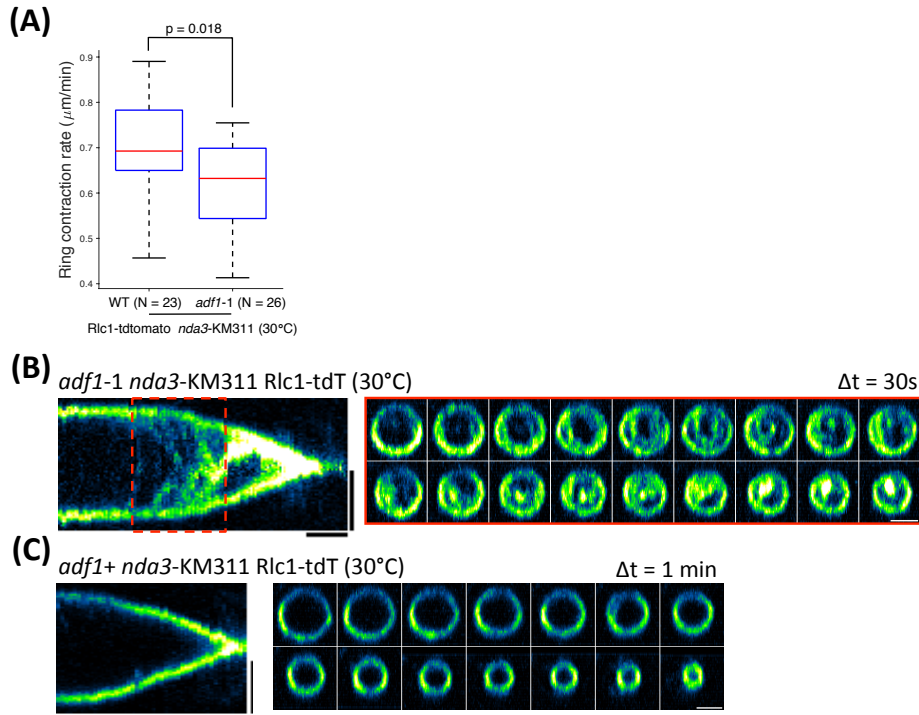 (A)
p = 0.018
Ring contraction rate (μm/min)
0.9
0.8
0.7
0.6
0.5
0.4
WT (N = 23) adf1-1 (N = 26)
Rlc1-tdtomato nda3-KM311 (30°C)
(B)
adf1-1 nda3-KM311 Rlc1-tdT (30°C) Δt = 30s
(C)
adf1+ nda3-KM311 Rlc1-tdT (30°C) Δt = 1 min